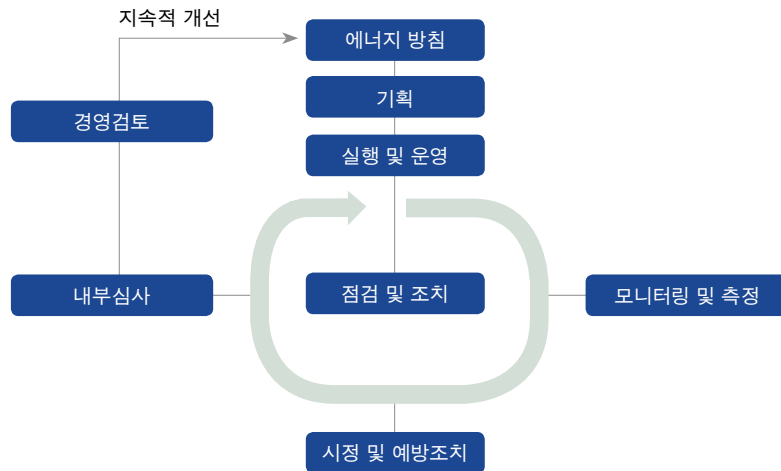 지속적 개선
에너지 방침
기획
경영검토
실행 및 운영
내부심사
점검 및 조치
모니터링 및 측정
시정 및 예방조치